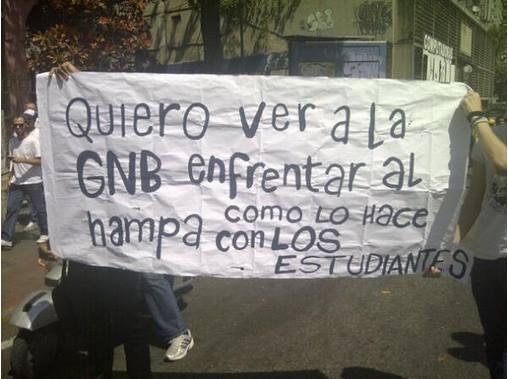 Quiero ver a la
GNB enfrentar al
hampa como lo Hace
con LOS
ESTUDIANTES